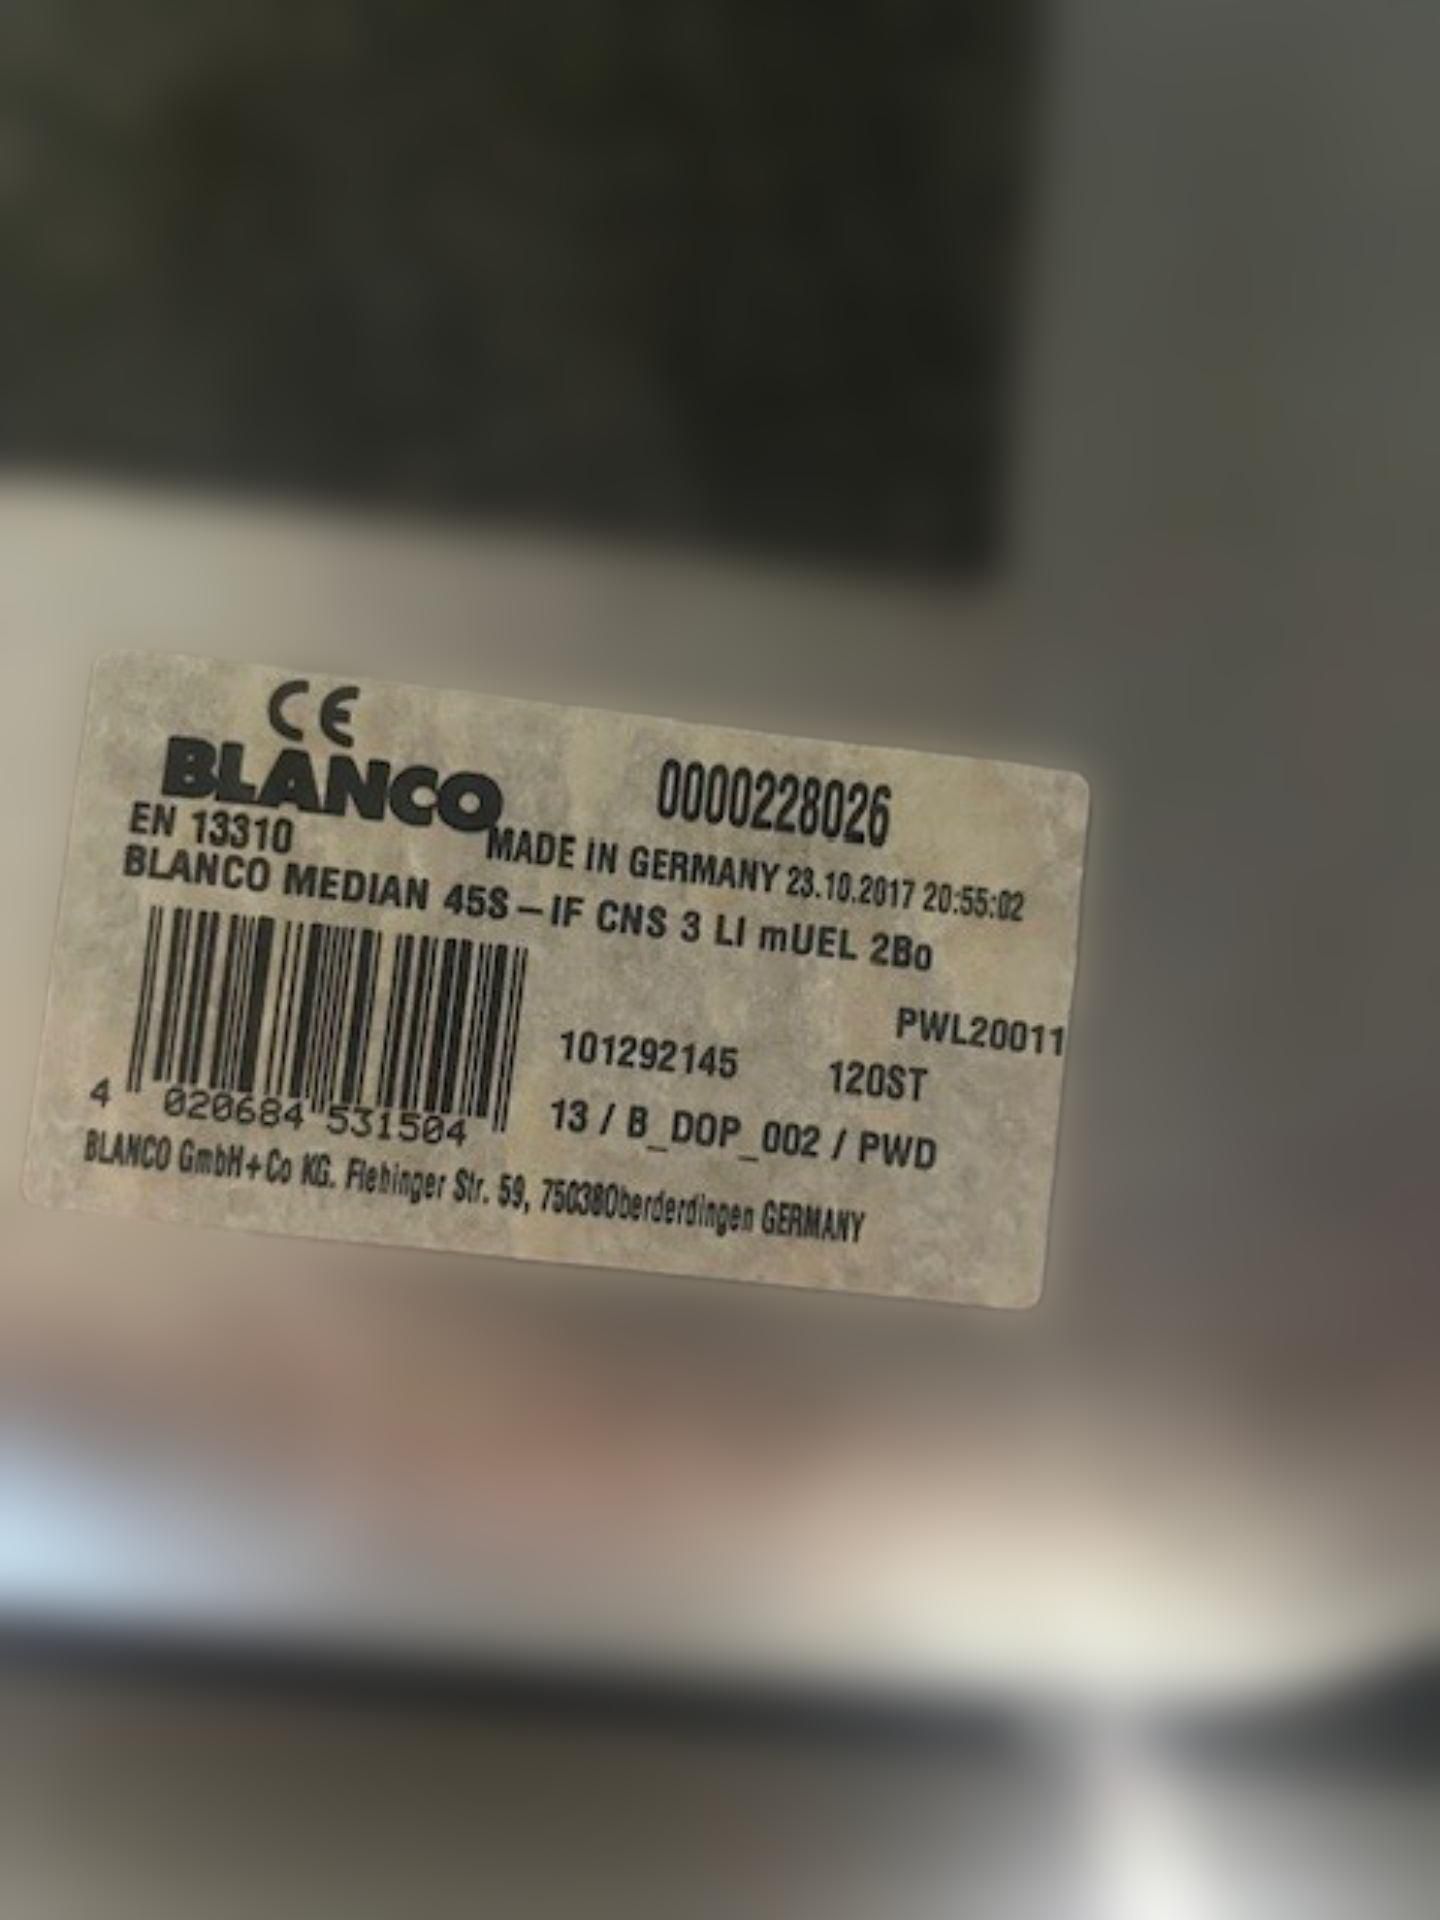 CE
BLANCO
0000228026
EN 13310
MADE IN GERMANY 23.10.2017 20:55:02
BLANCO MEDIAN 45S-IF CNS 3 LI mUEL 2Bo
PWL20011
101292145 120ST
4 020684 531504
13 / B_DOP_002 / PWD
BLANCO GmbH+Co KG. Flehinger Str. 59, 75038Oberderdingen GERMANY